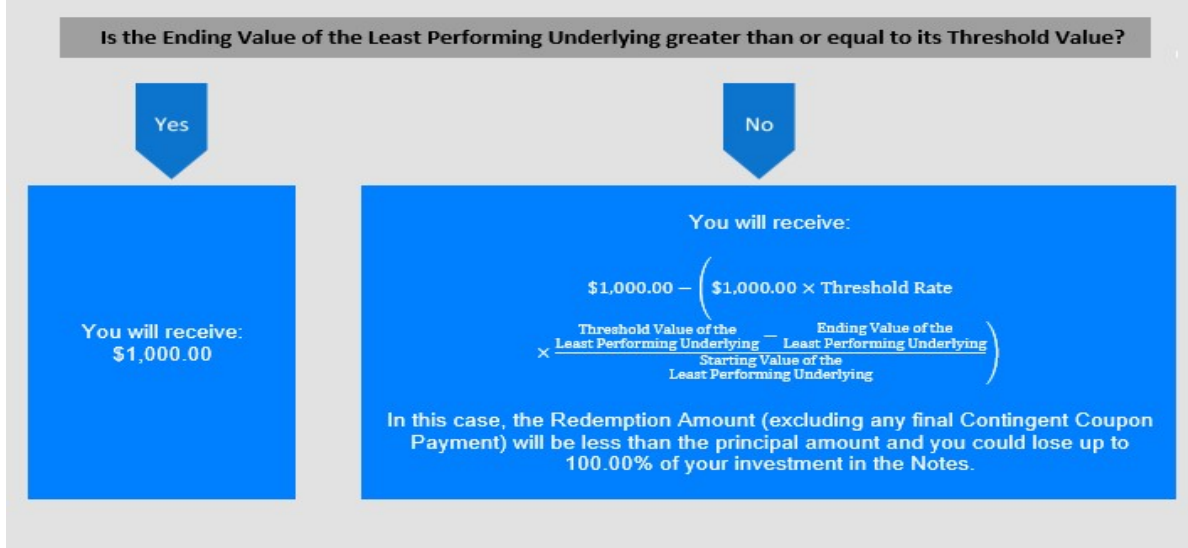 Is the Ending Value of the Least Performing Underlying greater than or equal to its Threshold Value?
Yes
No
You will receive:
$1,000.00
You will receive:
$1,000.00 − ($1,000.00 × Threshold Rate
× Threshold Value of the Least Performing Underlying − Ending Value of the Least Performing Underlying
Starting Value of the
Least Performing Underlying)
In this case, the Redemption Amount (excluding any final Contingent Coupon
Payment) will be less than the principal amount and you could lose up to
100.00% of your investment in the Notes.